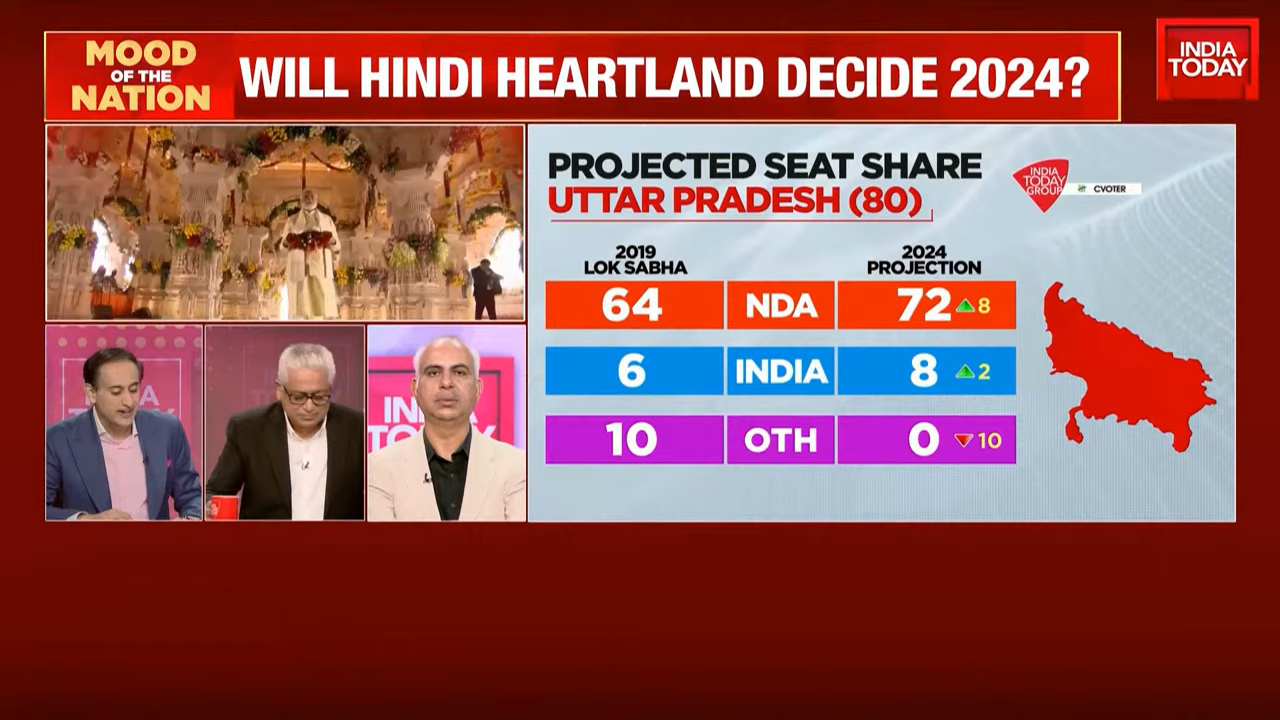 MOOD
OF THE
NATION
WILL HINDI HEARTLAND DECIDE 2024?
INDIA
TODAY
PROJECTED SEAT SHARE
UTTAR PRADESH (80)
INDIA
TODAY
GROUP
CVOTER
2019
LOK SABHA
2024
PROJECTION
64 NDA 72 8
6 INDIA 8 2
10 OTH 0 10